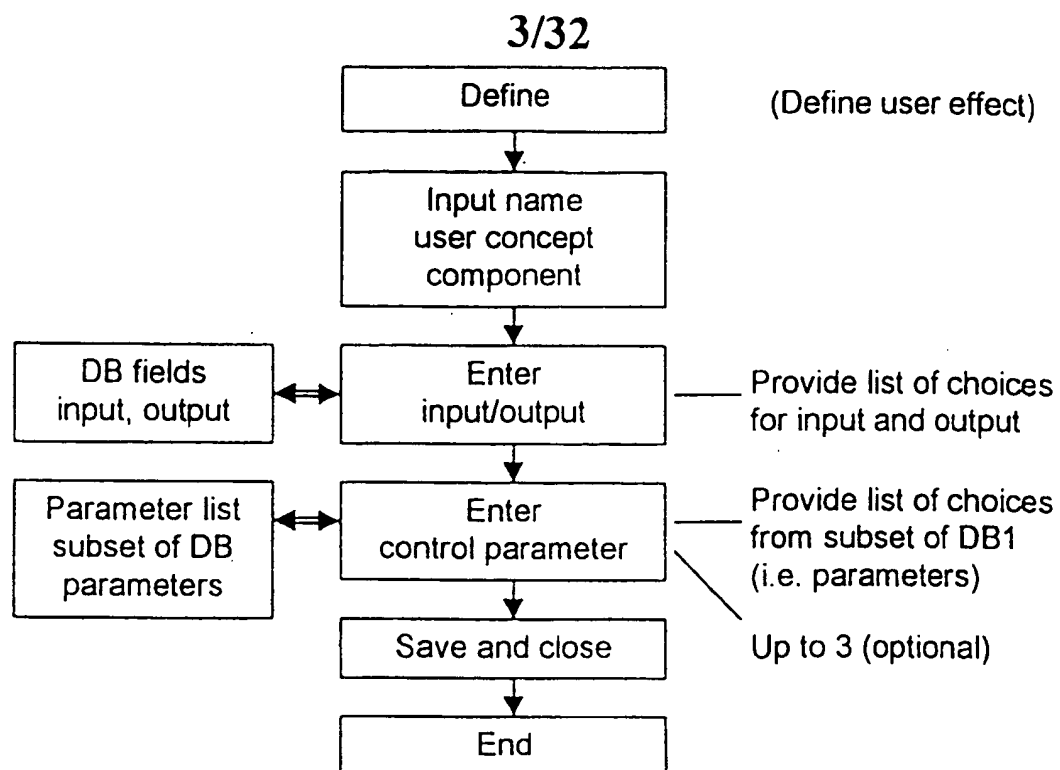 3/32
Define
(Define user effect)
Input name
user concept
component
DB fields
input, output
Enter
input/output
Provide list of choices
for input and output
Parameter list
subset of DB
parameters
Enter
control parameter
Provide list of choices
from subset of DB1
(i.e. parameters)
Up to 3 (optional)
Save and close
End